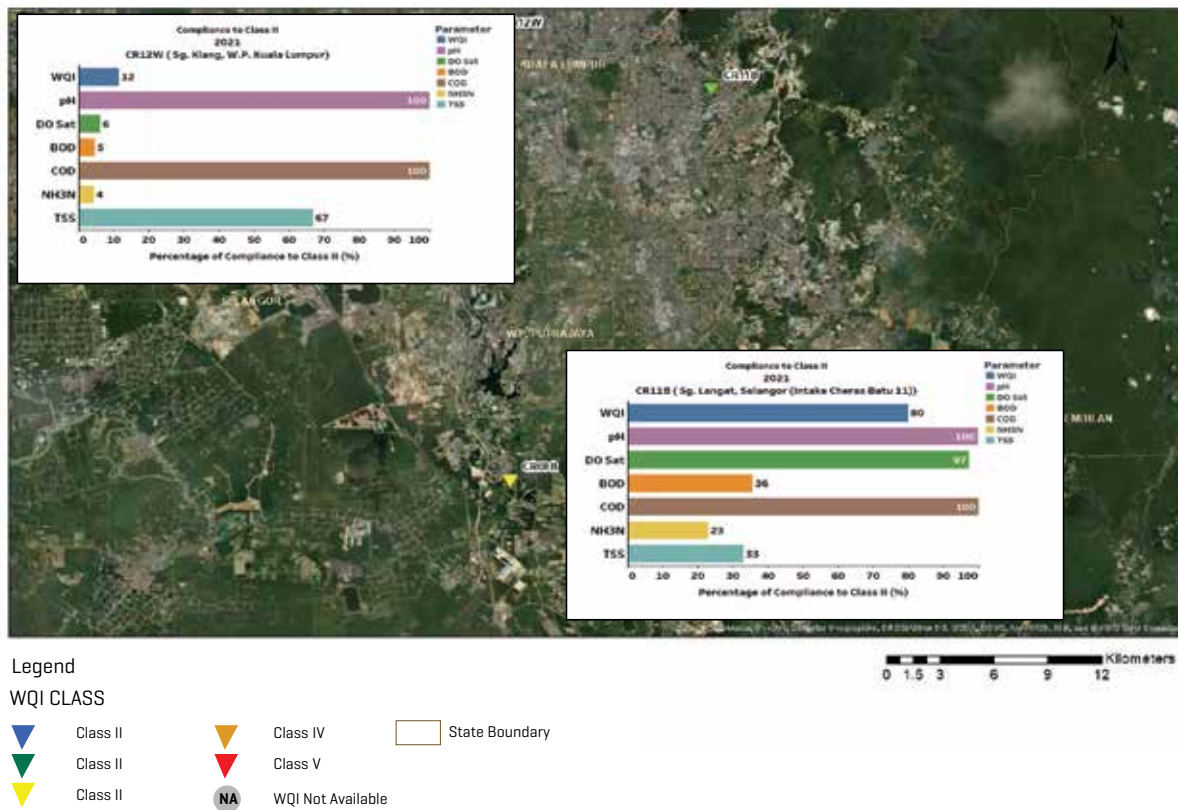 Compliance to Class II
2021
CR12W ( Sg. Klang, W.P. Kuala Lumpur)
Parameter
WQI
pH
DO Sat
BOD
COD
NH3N
TSS
WQI 12
pH 100
DO Sat 6
BOD 5
COD 100
NH3N 4
TSS 67
0 10 20 30 40 50 60 70 80 90 100
Percentage of Compliance to Class II (%)
12W
KUALA LUMPUR
CR11B
N
SELANGOR
W.P. PUTRAJAYA
Compliance to Class II
2021
CR11B ( Sg. Langat, Selangor (Intake Cheras Batu 11))
Parameter
WQI
pH
DO Sat
BOD
COD
NH3N
TSS
WQI 80
pH 100
DO Sat 97
BOD 36
COD 100
NH3N 23
TSS 33
0 10 20 30 40 50 60 70 80 90 100
Percentage of Compliance to Class II (%)
EMBILAN
Kilometers
0 1.5 3 6 9 12
Legend
WQI CLASS
Class II
Class II
Class II
Class IV
Class V
NA WQI Not Available
State Boundary